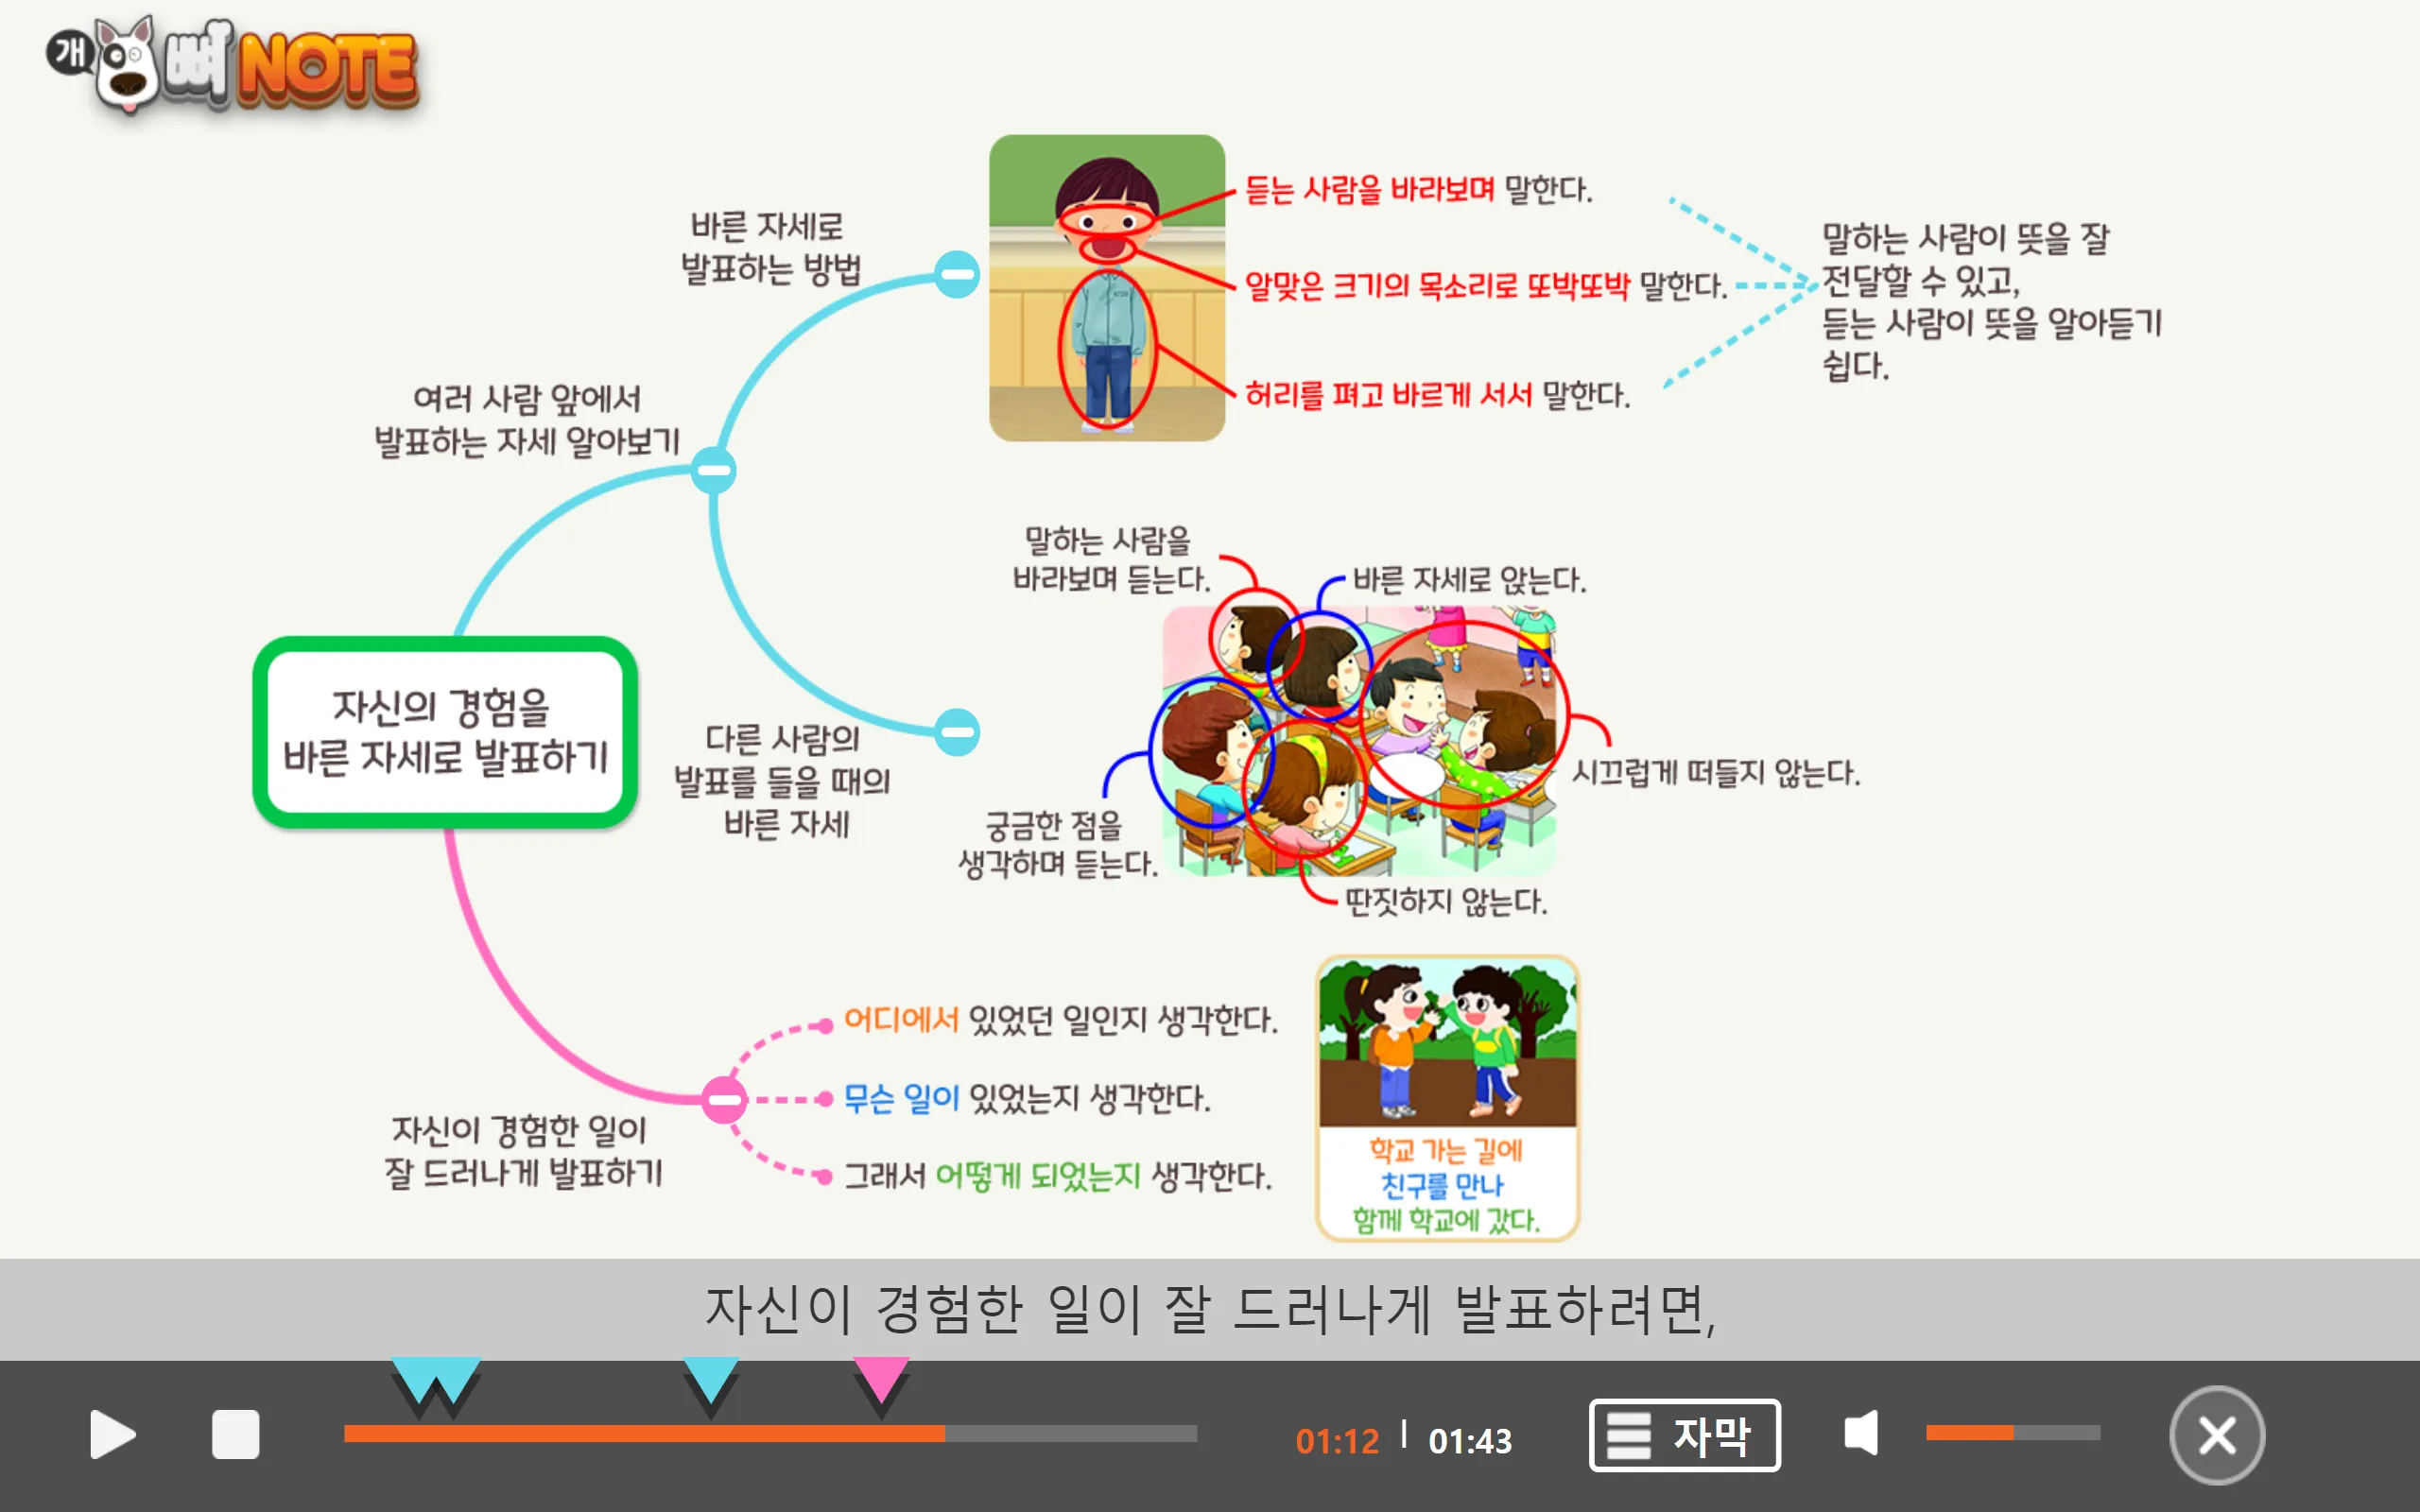 개
뼈 NOTE
바른 자세로
발표하는 방법
듣는 사람을 바라보며 말한다.
알맞은 크기의 목소리로 또박또박 말한다.
허리를 펴고 바르게 서서 말한다.
말하는 사람이 뜻을 잘
전달할 수 있고,
듣는 사람이 뜻을 알아듣기
쉽다.
여러 사람 앞에서
발표하는 자세 알아보기
말하는 사람을
바라보며 듣는다.
바른 자세로 앉는다.
자신의 경험을
바른 자세로 발표하기
다른 사람의
발표를 들을 때의
바른 자세
시끄럽게 떠들지 않는다.
궁금한 점을
생각하며 듣는다.
딴짓하지 않는다.
어디에서 있었던 일인지 생각한다.
무슨 일이 있었는지 생각한다.
그래서 어떻게 되었는지 생각한다.
자신이 경험한 일이
잘 드러나게 발표하기
학교 가는 길에
친구를 만나
함께 학교에 갔다.
자신이 경험한 일이 잘 드러나게 발표하려면,
01:12 | 01:43
자막